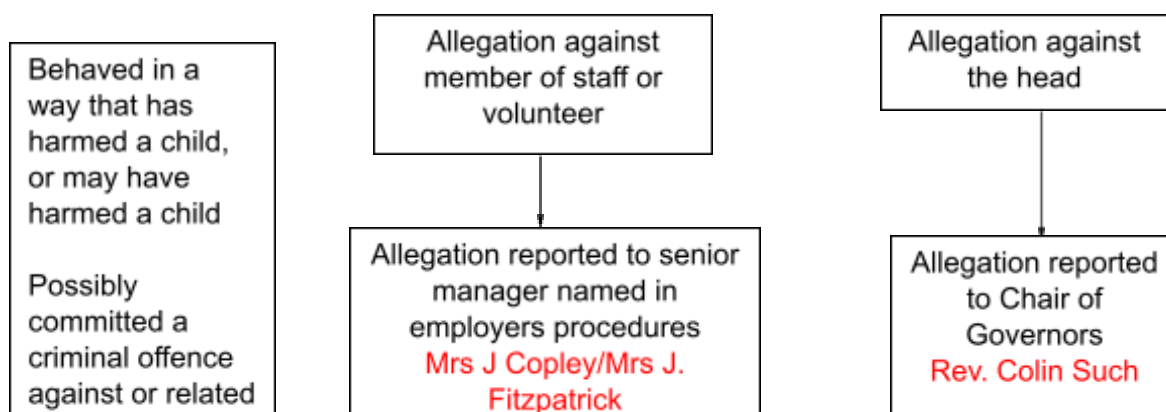 Behaved in a
way that has
harmed a child,
or may have
harmed a child
Possibly
committed a
criminal offence
against or related
Allegation against
member of staff or
volunteer
Allegation reported to senior
manager named in
employers procedures
Mrs J Copley/Mrs J.
Fitzpatrick
Allegation against
the head
Allegation reported
to Chair of
Governors
Rev. Colin Such